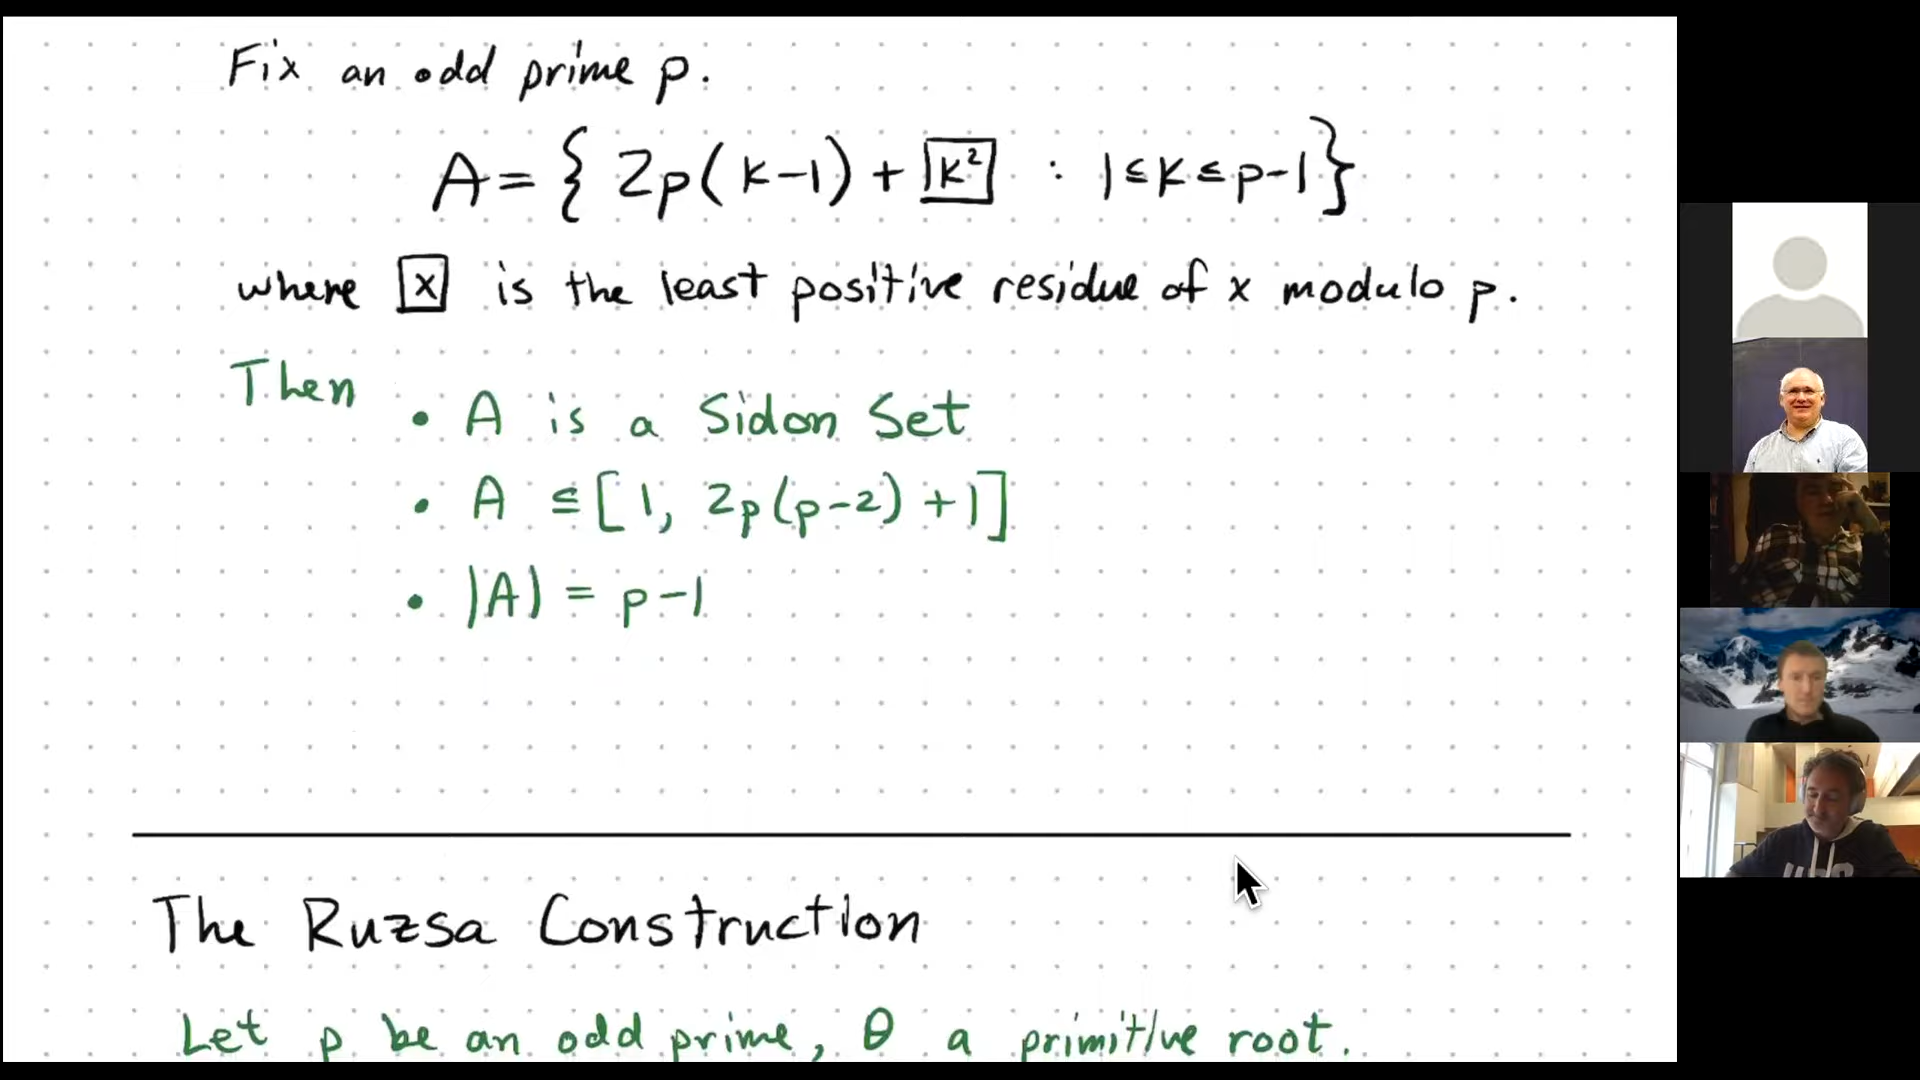 Fix an odd prime p.
A = { 2p(k-1) + [k²] : 1 ≤ k ≤ p-1}
where [x] is the least positive residue of x modulo p.
Then
• A is a Sidon Set
• A ⊆ [1, 2p(p-2) + 1]
• |A| = p-1
The Ruzsa Construction
Let p be an odd prime, θ a primitive root.